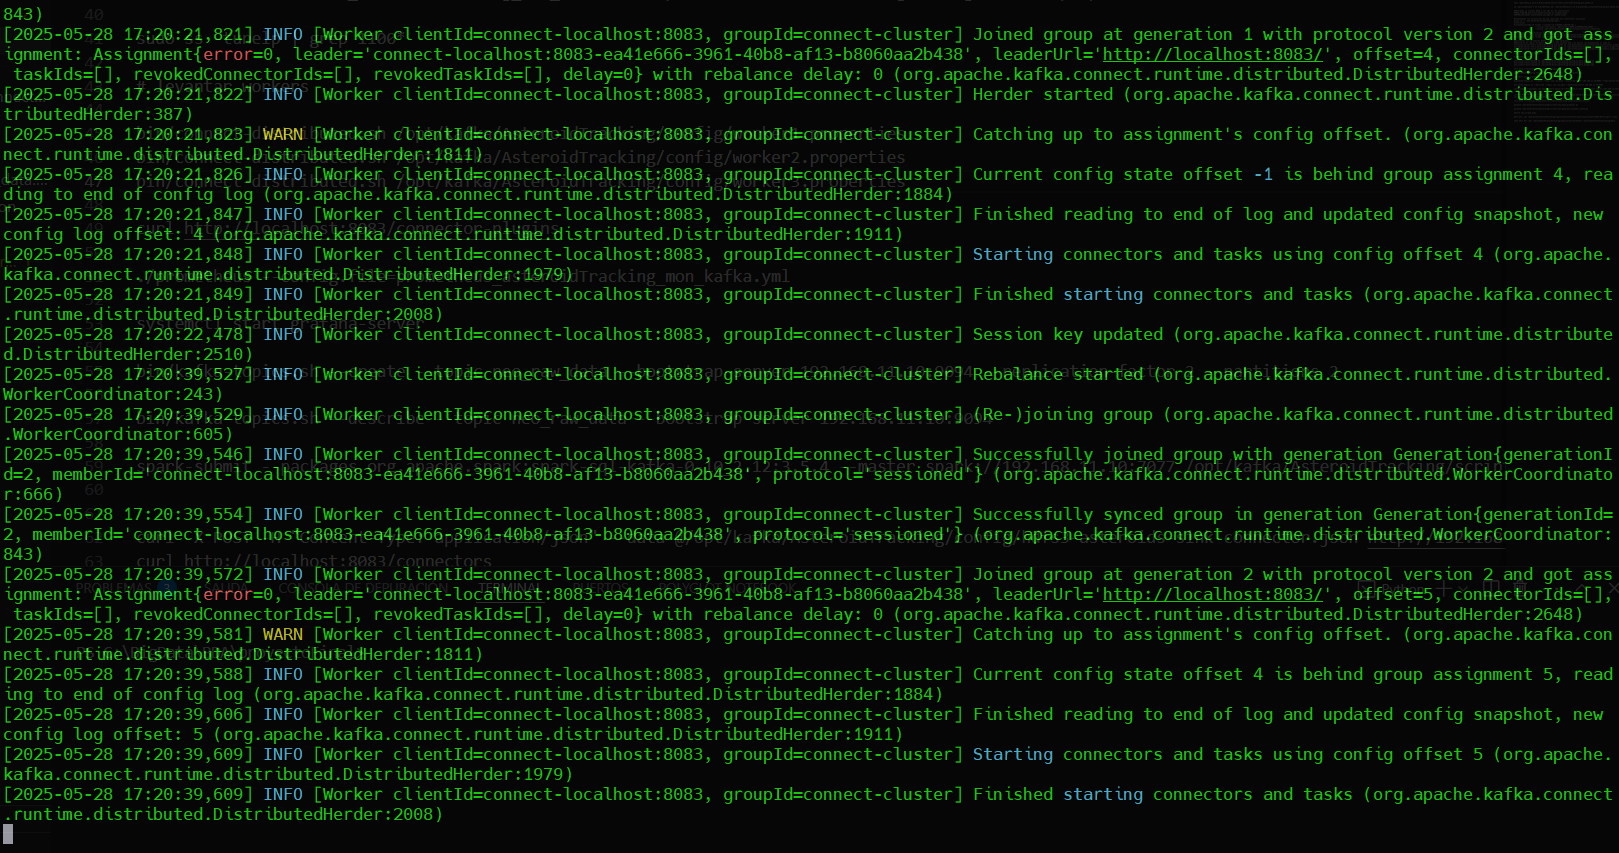 843)
[2025-05-28 17:20:21,821] INFO [Worker clientId=connect-localhost:8083, groupId=connect-cluster] Joined group at generation 1 with protocol version 2 and got ass
ignment: Assignment{error=0, leader='connect-localhost:8083-ea41e666-3961-40b8-af13-b8060aa2b438', leaderUrl='http://localhost:8083/', offset=4, connectorIds=[],
 taskIds=[], revokedConnectorIds=[], revokedTaskIds=[], delay=0} with rebalance delay: 0 (org.apache.kafka.connect.runtime.distributed.DistributedHerder:2648)
[2025-05-28 17:20:21,822] INFO [Worker clientId=connect-localhost:8083, groupId=connect-cluster] Herder started (org.apache.kafka.connect.runtime.distributed.Dis
tributedHerder:387)
[2025-05-28 17:20:21,823] WARN [Worker clientId=connect-localhost:8083, groupId=connect-cluster] Catching up to assignment's config offset. (org.apache.kafka.con
nect.runtime.distributed.DistributedHerder:1811)
[2025-05-28 17:20:21,826] INFO [Worker clientId=connect-localhost:8083, groupId=connect-cluster] Current config state offset -1 is behind group assignment 4, rea
ding to end of config log (org.apache.kafka.connect.runtime.distributed.DistributedHerder:1884)
[2025-05-28 17:20:21,847] INFO [Worker clientId=connect-localhost:8083, groupId=connect-cluster] Finished reading to end of log and updated config snapshot, new
config log offset: 4 (org.apache.kafka.connect.runtime.distributed.DistributedHerder:1911)
[2025-05-28 17:20:21,848] INFO [Worker clientId=connect-localhost:8083, groupId=connect-cluster] Starting connectors and tasks using config offset 4 (org.apache.
kafka.connect.runtime.distributed.DistributedHerder:1979)
[2025-05-28 17:20:21,849] INFO [Worker clientId=connect-localhost:8083, groupId=connect-cluster] Finished starting connectors and tasks (org.apache.kafka.connect
.runtime.distributed.DistributedHerder:2008)
[2025-05-28 17:20:22,478] INFO [Worker clientId=connect-localhost:8083, groupId=connect-cluster] Session key updated (org.apache.kafka.connect.runtime.distribute
d.DistributedHerder:2510)
[2025-05-28 17:20:39,527] INFO [Worker clientId=connect-localhost:8083, groupId=connect-cluster] Rebalance started (org.apache.kafka.connect.runtime.distributed.
WorkerCoordinator:243)
[2025-05-28 17:20:39,529] INFO [Worker clientId=connect-localhost:8083, groupId=connect-cluster] (Re-)joining group (org.apache.kafka.connect.runtime.distributed
.WorkerCoordinator:605)
[2025-05-28 17:20:39,546] INFO [Worker clientId=connect-localhost:8083, groupId=connect-cluster] Successfully joined group with generation Generation{generationI
d=2, memberId='connect-localhost:8083-ea41e666-3961-40b8-af13-b8060aa2b438', protocol='sessioned'} (org.apache.kafka.connect.runtime.distributed.WorkerCoordinato
r:666)
[2025-05-28 17:20:39,554] INFO [Worker clientId=connect-localhost:8083, groupId=connect-cluster] Successfully synced group in generation Generation{generationId=
2, memberId='connect-localhost:8083-ea41e666-3961-40b8-af13-b8060aa2b438', protocol='sessioned'} (org.apache.kafka.connect.runtime.distributed.WorkerCoordinator:
843)
[2025-05-28 17:20:39,572] INFO [Worker clientId=connect-localhost:8083, groupId=connect-cluster] Joined group at generation 2 with protocol version 2 and got ass
ignment: Assignment{error=0, leader='connect-localhost:8083-ea41e666-3961-40b8-af13-b8060aa2b438', leaderUrl='http://localhost:8083/', offset=5, connectorIds=[],
 taskIds=[], revokedConnectorIds=[], revokedTaskIds=[], delay=0} with rebalance delay: 0 (org.apache.kafka.connect.runtime.distributed.DistributedHerder:2648)
[2025-05-28 17:20:39,581] WARN [Worker clientId=connect-localhost:8083, groupId=connect-cluster] Catching up to assignment's config offset. (org.apache.kafka.con
nect.runtime.distributed.DistributedHerder:1811)
[2025-05-28 17:20:39,588] INFO [Worker clientId=connect-localhost:8083, groupId=connect-cluster] Current config state offset 4 is behind group assignment 5, read
ing to end of config log (org.apache.kafka.connect.runtime.distributed.DistributedHerder:1884)
[2025-05-28 17:20:39,606] INFO [Worker clientId=connect-localhost:8083, groupId=connect-cluster] Finished reading to end of log and updated config snapshot, new
config log offset: 5 (org.apache.kafka.connect.runtime.distributed.DistributedHerder:1911)
[2025-05-28 17:20:39,609] INFO [Worker clientId=connect-localhost:8083, groupId=connect-cluster] Starting connectors and tasks using config offset 5 (org.apache.
kafka.connect.runtime.distributed.DistributedHerder:1979)
[2025-05-28 17:20:39,609] INFO [Worker clientId=connect-localhost:8083, groupId=connect-cluster] Finished starting connectors and tasks (org.apache.kafka.connect
.runtime.distributed.DistributedHerder:2008)